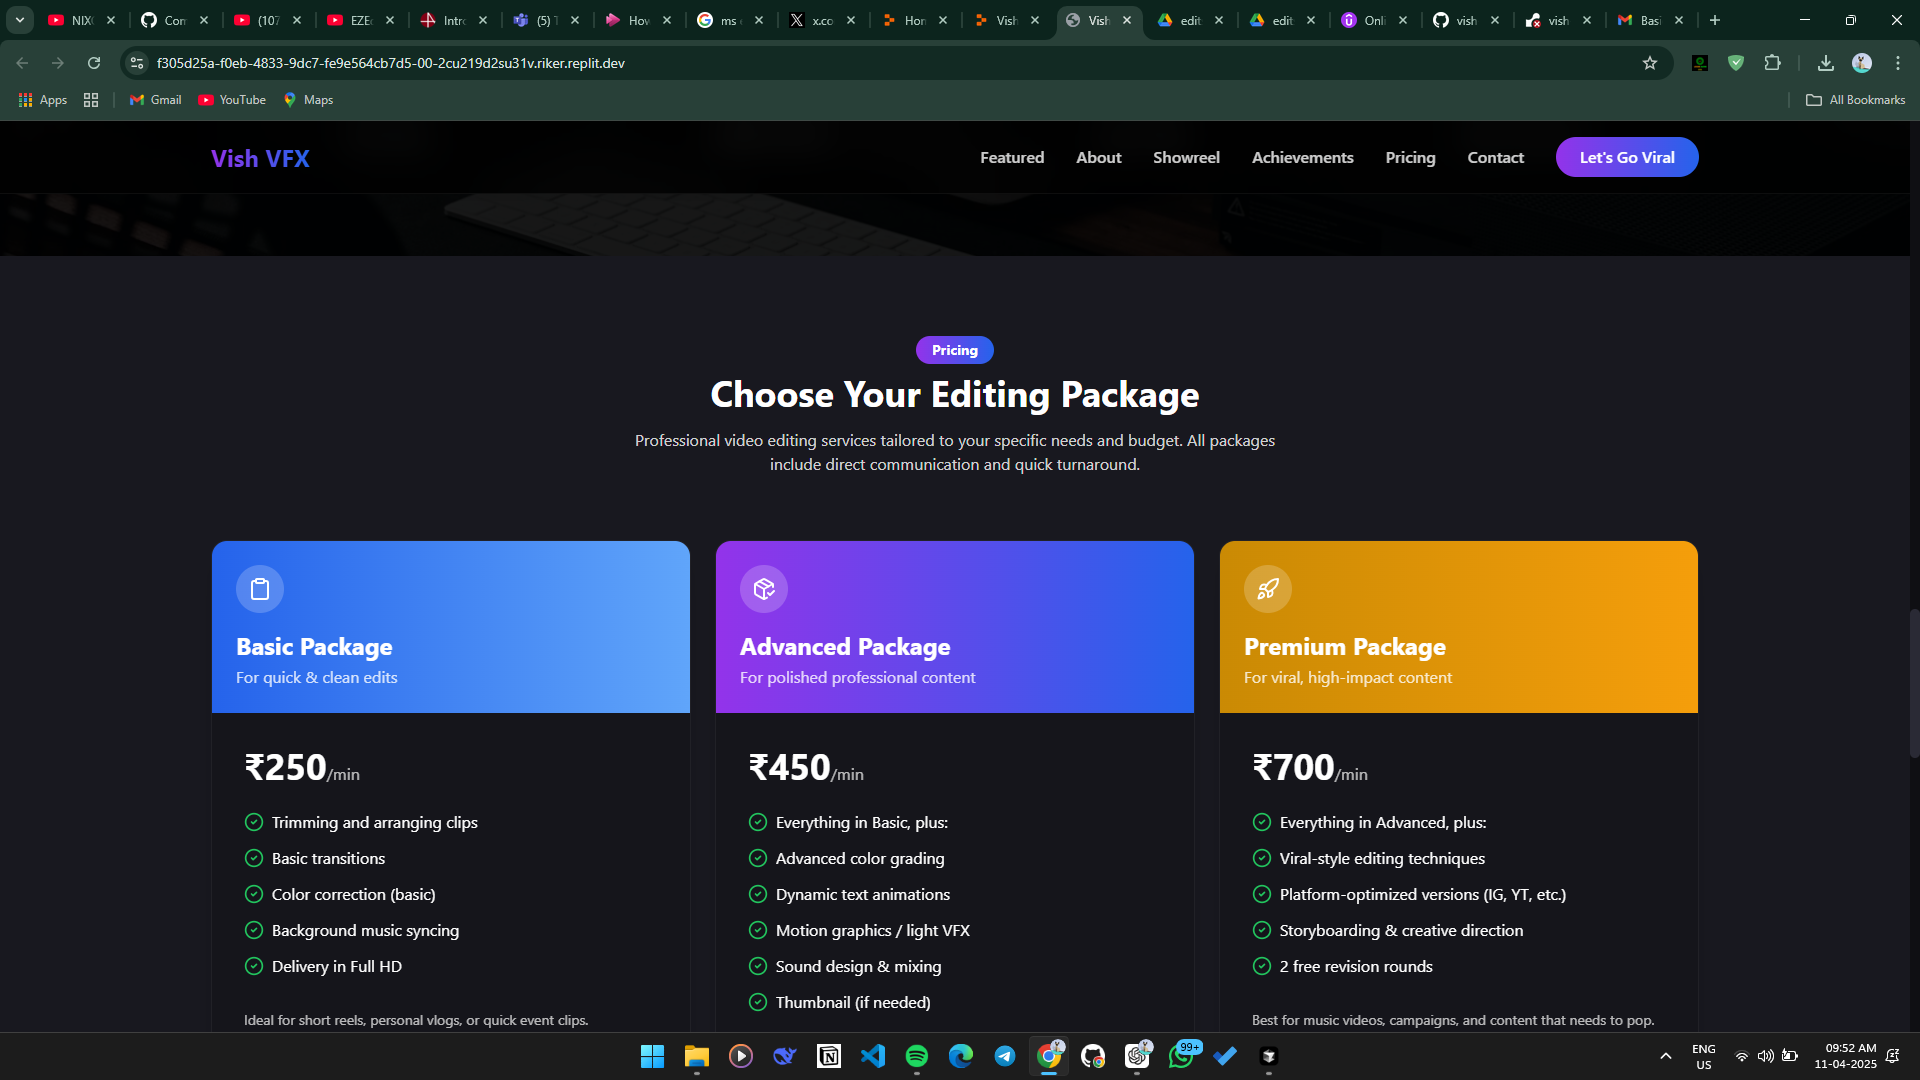 NIX
Con
(107
EZE
Intr
(5) T
Hov
ms
x.co
Hor
Vish
Vish
edit
edit
Onli
vish
vish
Basi
f305d25a-f0eb-4833-9dc7-fe9e564cb7d5-00-2cu219d2su31v.riker.replit.dev
Apps
Gmail
YouTube
Maps
All Bookmarks
Vish VFX
Featured
About
Showreel
Achievements
Pricing
Contact
Let's Go Viral
Pricing
Choose Your Editing Package
Professional video editing services tailored to your specific needs and budget. All packages
include direct communication and quick turnaround.
Basic Package
For quick & clean edits
₹250/min
Trimming and arranging clips
Basic transitions
Color correction (basic)
Background music syncing
Delivery in Full HD
Ideal for short reels, personal vlogs, or quick event clips.
Advanced Package
For polished professional content
₹450/min
Everything in Basic, plus:
Advanced color grading
Dynamic text animations
Motion graphics / light VFX
Sound design & mixing
Thumbnail (if needed)
Premium Package
For viral, high-impact content
₹700/min
Everything in Advanced, plus:
Viral-style editing techniques
Platform-optimized versions (IG, YT, etc.)
Storyboarding & creative direction
2 free revision rounds
Best for music videos, campaigns, and content that needs to pop.
99+
ENG
US
09:52 AM
11-04-2025